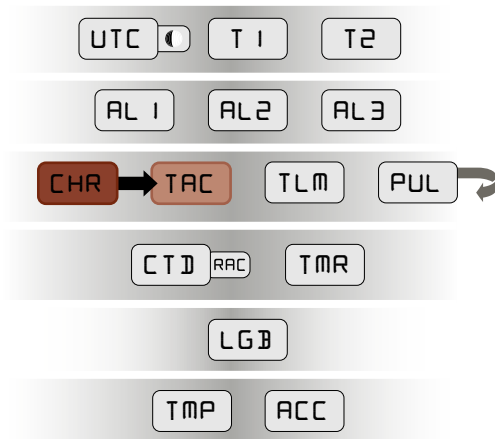 UTC T1 T2
AL1 AL2 AL3
CHR TAC TLM PUL
CTD RAC TMR
LGB
TMP ACC